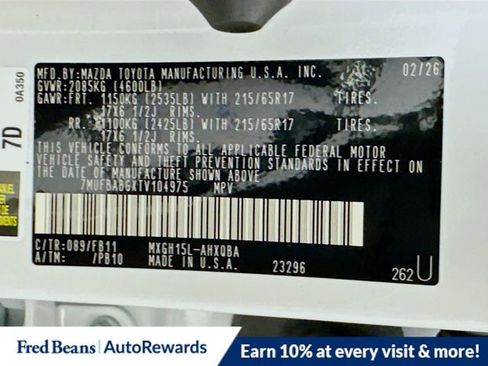 MFD.BY:MAZDA TOYOTA MANUFACTURING U.S.A. INC. 02/26
GVWR:2085KG (4600LB)
GAWR:FRT. 1150KG (2535LB) WITH 215/65R17 TIRES.
17X6 1/2J RIMS.
RR. 1100KG (2425LB) WITH 215/65R17 TIRES.
17X6 1/2J RIMS.
THIS VEHICLE CONFORMS TO ALL APPLICABLE FEDERAL MOTOR
VEHICLE SAFETY AND THEFT PREVENTION STANDARDS IN EFFECT ON
THE DATE OF MANUFACTURE SHOWN ABOVE.
7MUFBABGXTV104975 MPV
C/TR:089/FB11 MXGH15L-AHXQBA
A/TM: /PB10 23296 262U
7D
0A350
Fred Beans | AutoRewards
Earn 10% at every visit & enjoy more!